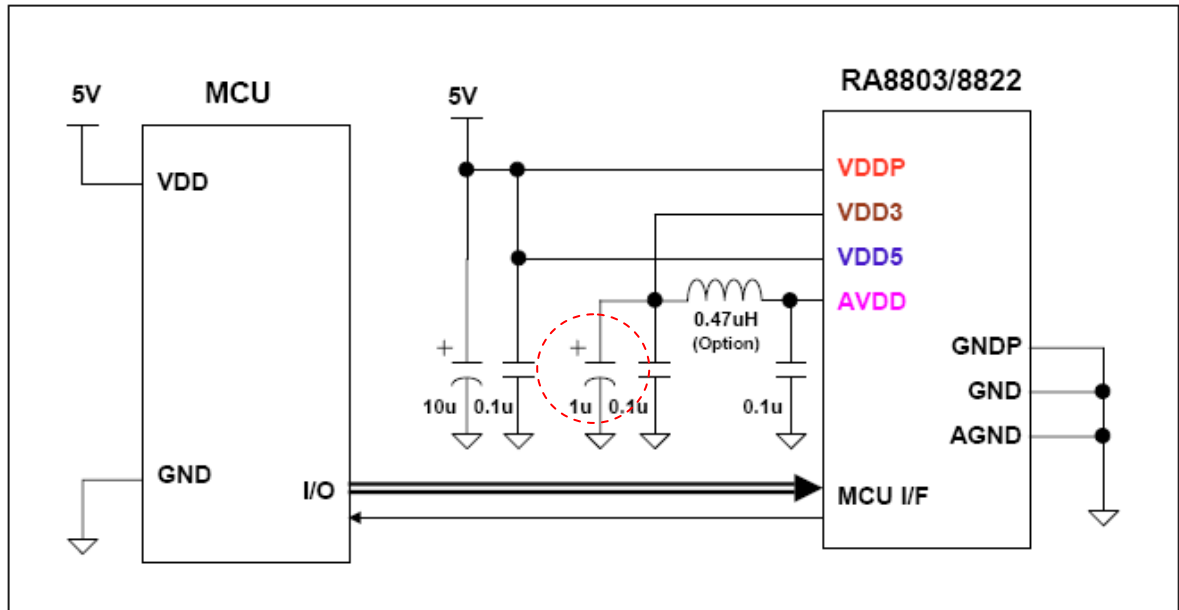 5V
MCU
5V
RA8803/8822
VDD
VDDP
VDD3
VDD5
AVDD
0.47uH
(Option)
+
+
10u
0.1u
1u
0.1u
0.1u
GNDP
GND
AGND
GND
I/O
MCU I/F